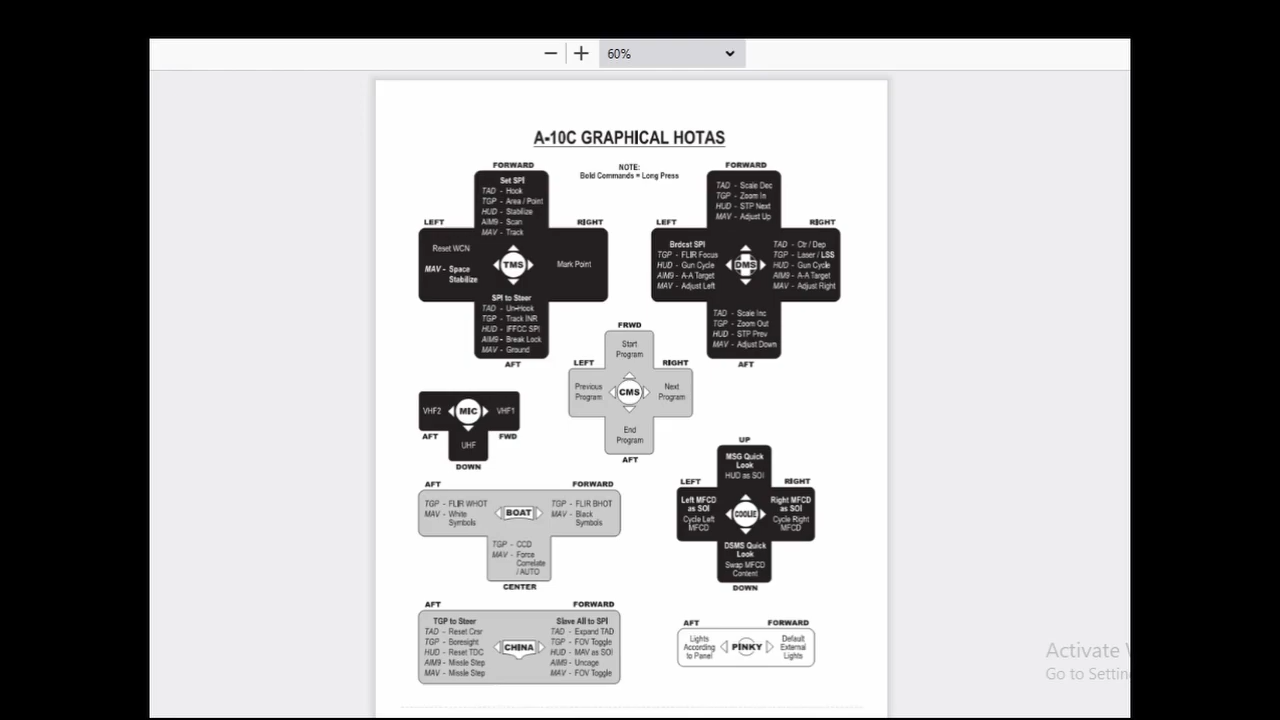 60%
A-10C GRAPHICAL HOTAS
NOTE:
Bold Commands = Long Press
FORWARD
Set SPI
TAD - Hook
TGP - Area / Point
HUD - Stabilize
AIM9 - Scan
MAV - Track
LEFT
Reset WCN
MAV - Space
Stabilize
TMS
RIGHT
Mark Point
SPI to Steer
TAD - Un-Hook
TGP - Track INR
HUD - IFFCC SPI
AIM9 - Break Lock
MAV - Ground
AFT
FORWARD
TAD - Scale Dec
TGP - Zoom In
HUD - STP Next
MAV - Adjust Up
LEFT
Brdcst SPI
TGP - FLIR Focus
HUD - Gun Cycle
AIM9 - A-A Target
MAV - Adjust Left
DMS
RIGHT
TAD - Ctr / Dep
TGP - Laser / LSS
HUD - Gun Cycle
AIM9 - A-A Target
MAV - Adjust Right
TAD - Scale Inc
TGP - Zoom Out
HUD - STP Prev
MAV - Adjust Down
AFT
FRWD
Start
Program
LEFT
Previous
Program
CMS
RIGHT
Next
Program
End
Program
AFT
VHF2
MIC
VHF1
AFT
FWD
UHF
DOWN
UP
MSG Quick
Look
HUD as SOI
LEFT
Left MFCD
as SOI
Cycle Left
MFCD
COOLIE
RIGHT
Right MFCD
as SOI
Cycle Right
MFCD
DSMS Quick
Look
Swap MFCD
Content
DOWN
AFT
TGP - FLIR WHOT
MAV - White
Symbols
BOAT
FORWARD
TGP - FLIR BHOT
MAV - Black
Symbols
TGP - CCD
MAV - Force
Correlate
/ AUTO
CENTER
AFT
TGP to Steer
TAD - Reset Crsr
TGP - Boresight
HUD - Reset TDC
AIM9 - Missle Step
MAV - Missle Step
CHINA
FORWARD
Slave All to SPI
TAD - Expand TAD
TGP - FOV Toggle
HUD - MAV as SOI
AIM9 - Uncage
MAV - FOV Toggle
AFT
Lights
According
to Panel
PINKY
FORWARD
Default
External
Lights
Activate W
Go to Settin